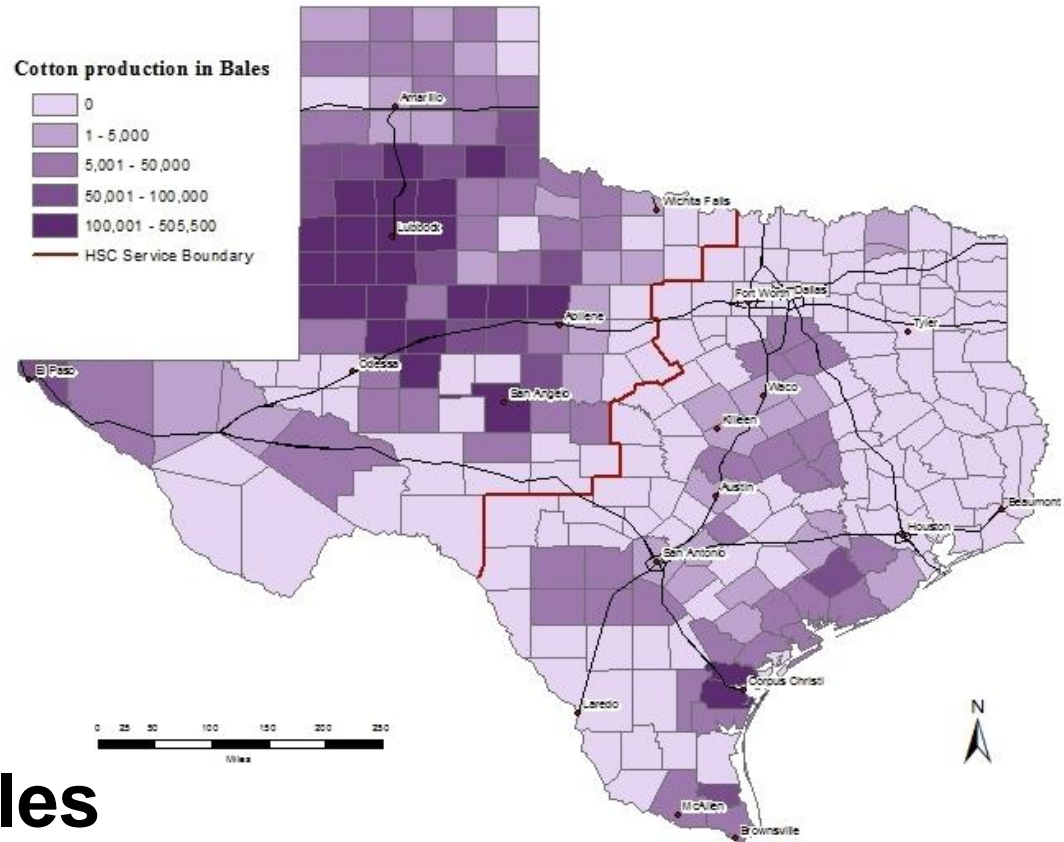 Cotton production in Bales
0
1 - 5,000
5,001 - 50,000
50,001 - 100,000
100,001 - 505,500
HSC Service Boundary
Amarillo
Lubbock
Wichita Falls
Fort Worth
Dallas
Abilene
Tyler
El Paso
Odessa
San Angelo
Waco
Killeen
Austin
Beaumont
Houston
San Antonio
Corpus Christi
Laredo
N
0 25 50 100 150 200 250
Miles
les
McAllen
Brownsville